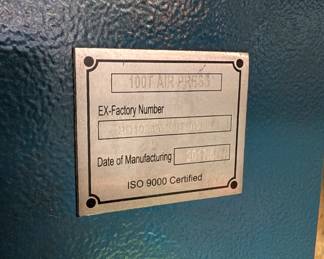 100T AIR PRESS
EX-Factory Number
Date of Manufacturing
ISO 9000 Certified